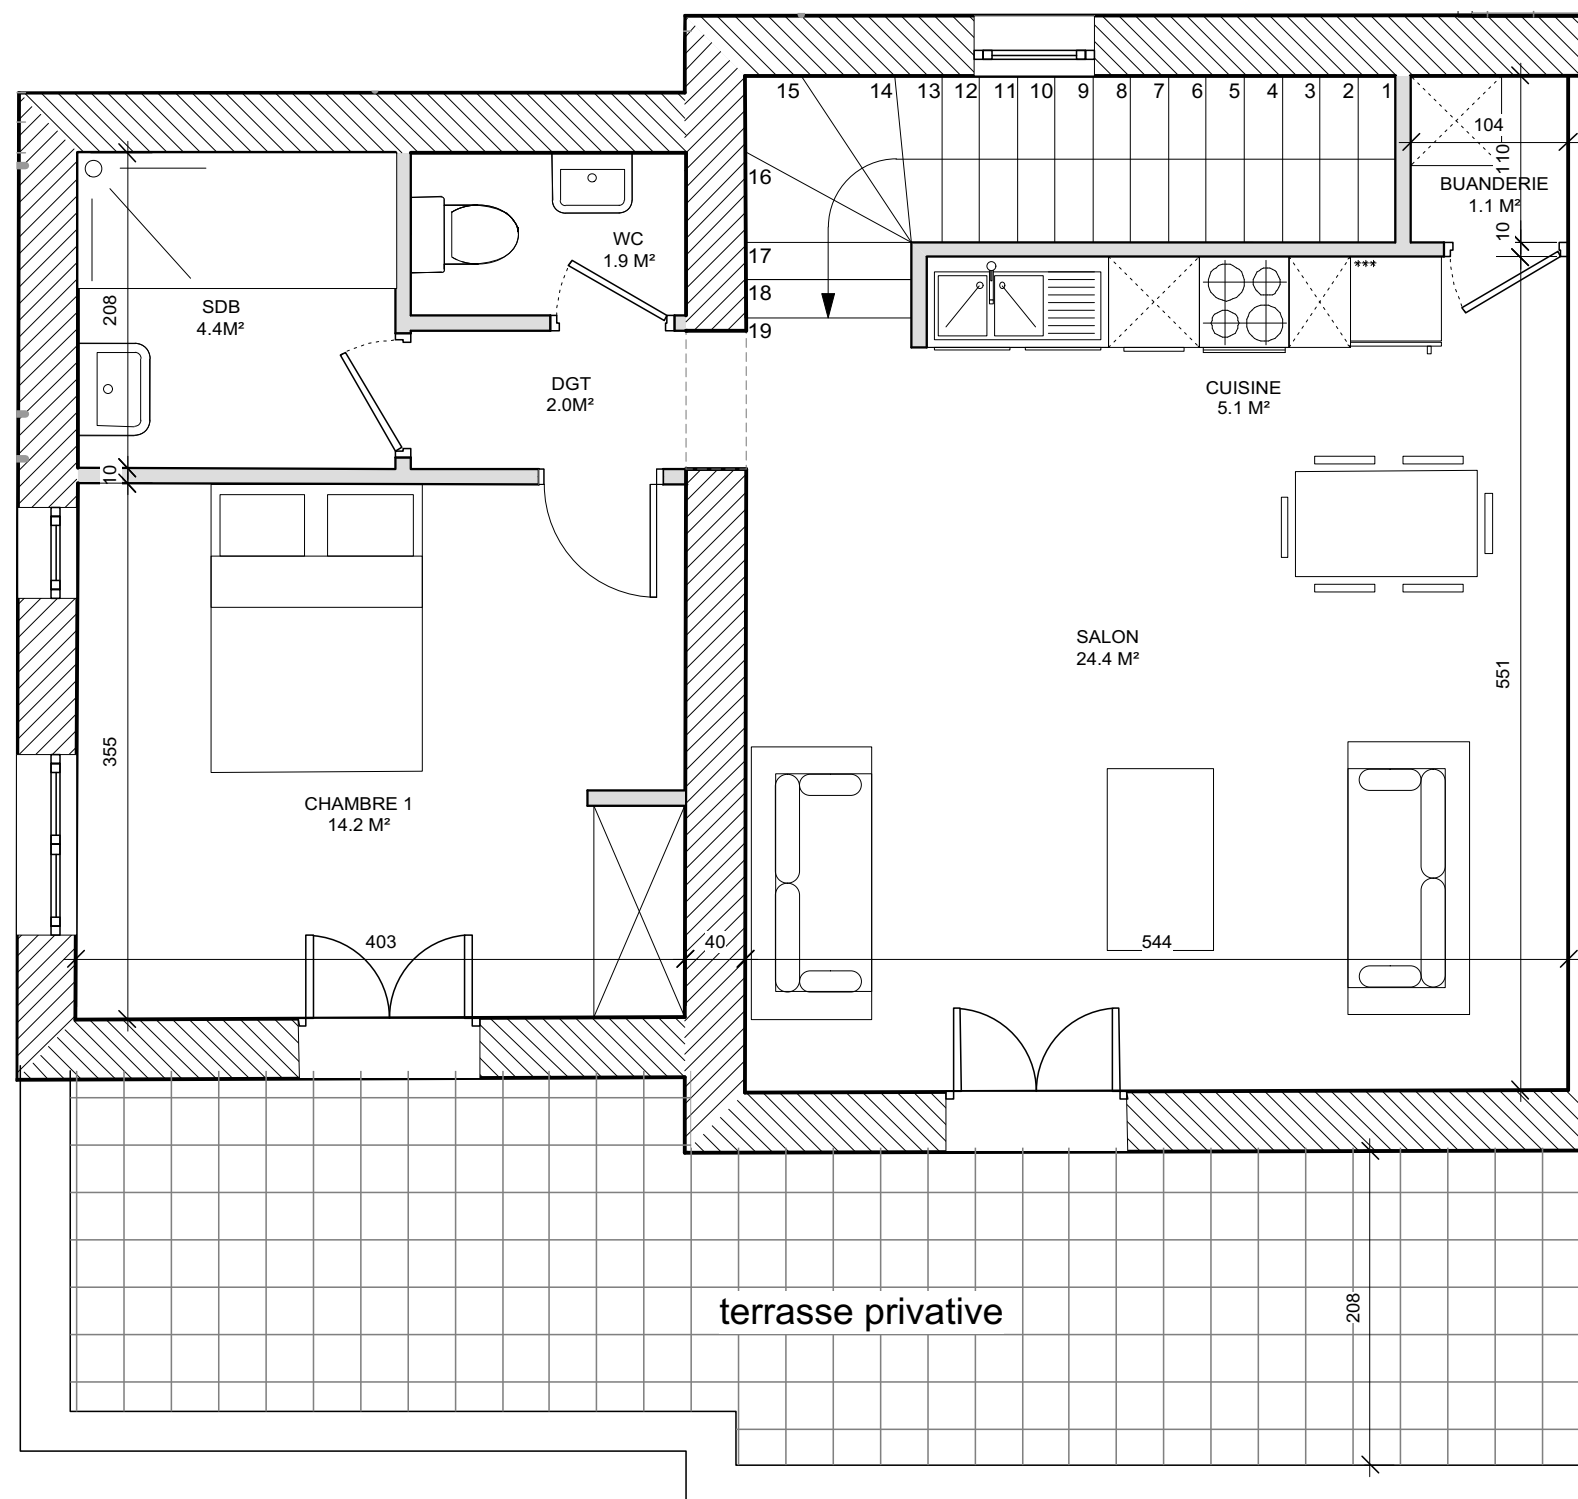 15
14
13
12
11
10
9
8
7
6
5
4
3
2
1
104
110
BUANDERIE
1.1 M²
10
16
17
18
19
WC
1.9 M²
***
SDB
4.4M²
208
DGT
2.0M²
CUISINE
5.1 M²
10
SALON
24.4 M²
551
355
CHAMBRE 1
14.2 M²
403
40
544
terrasse privative
208